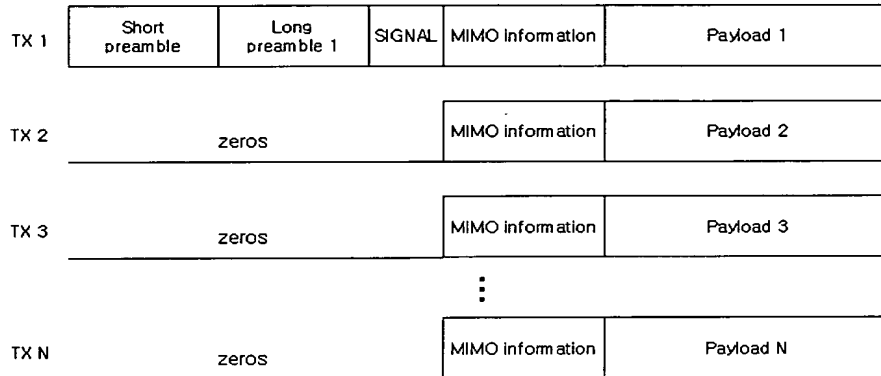 TX 1 Short preamble Long preamble 1 SIGNAL MIMO information Payload 1
TX 2 zeros MIMO information Payload 2
TX 3 zeros MIMO information Payload 3
TX N zeros MIMO information Payload N